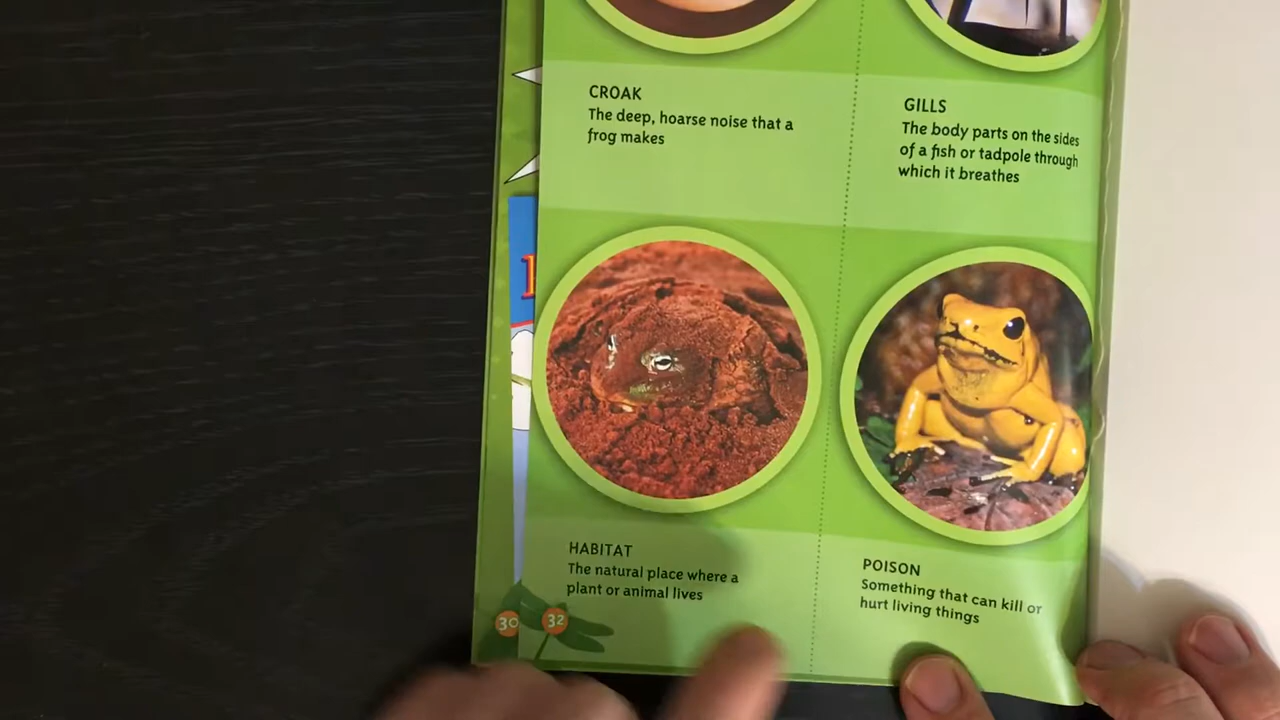 CROAK
The deep, hoarse noise that a
frog makes
GILLS
The body parts on the sides
of a fish or tadpole through
which it breathes
HABITAT
The natural place where a
plant or animal lives
POISON
Something that can kill or
hurt living things
30
32